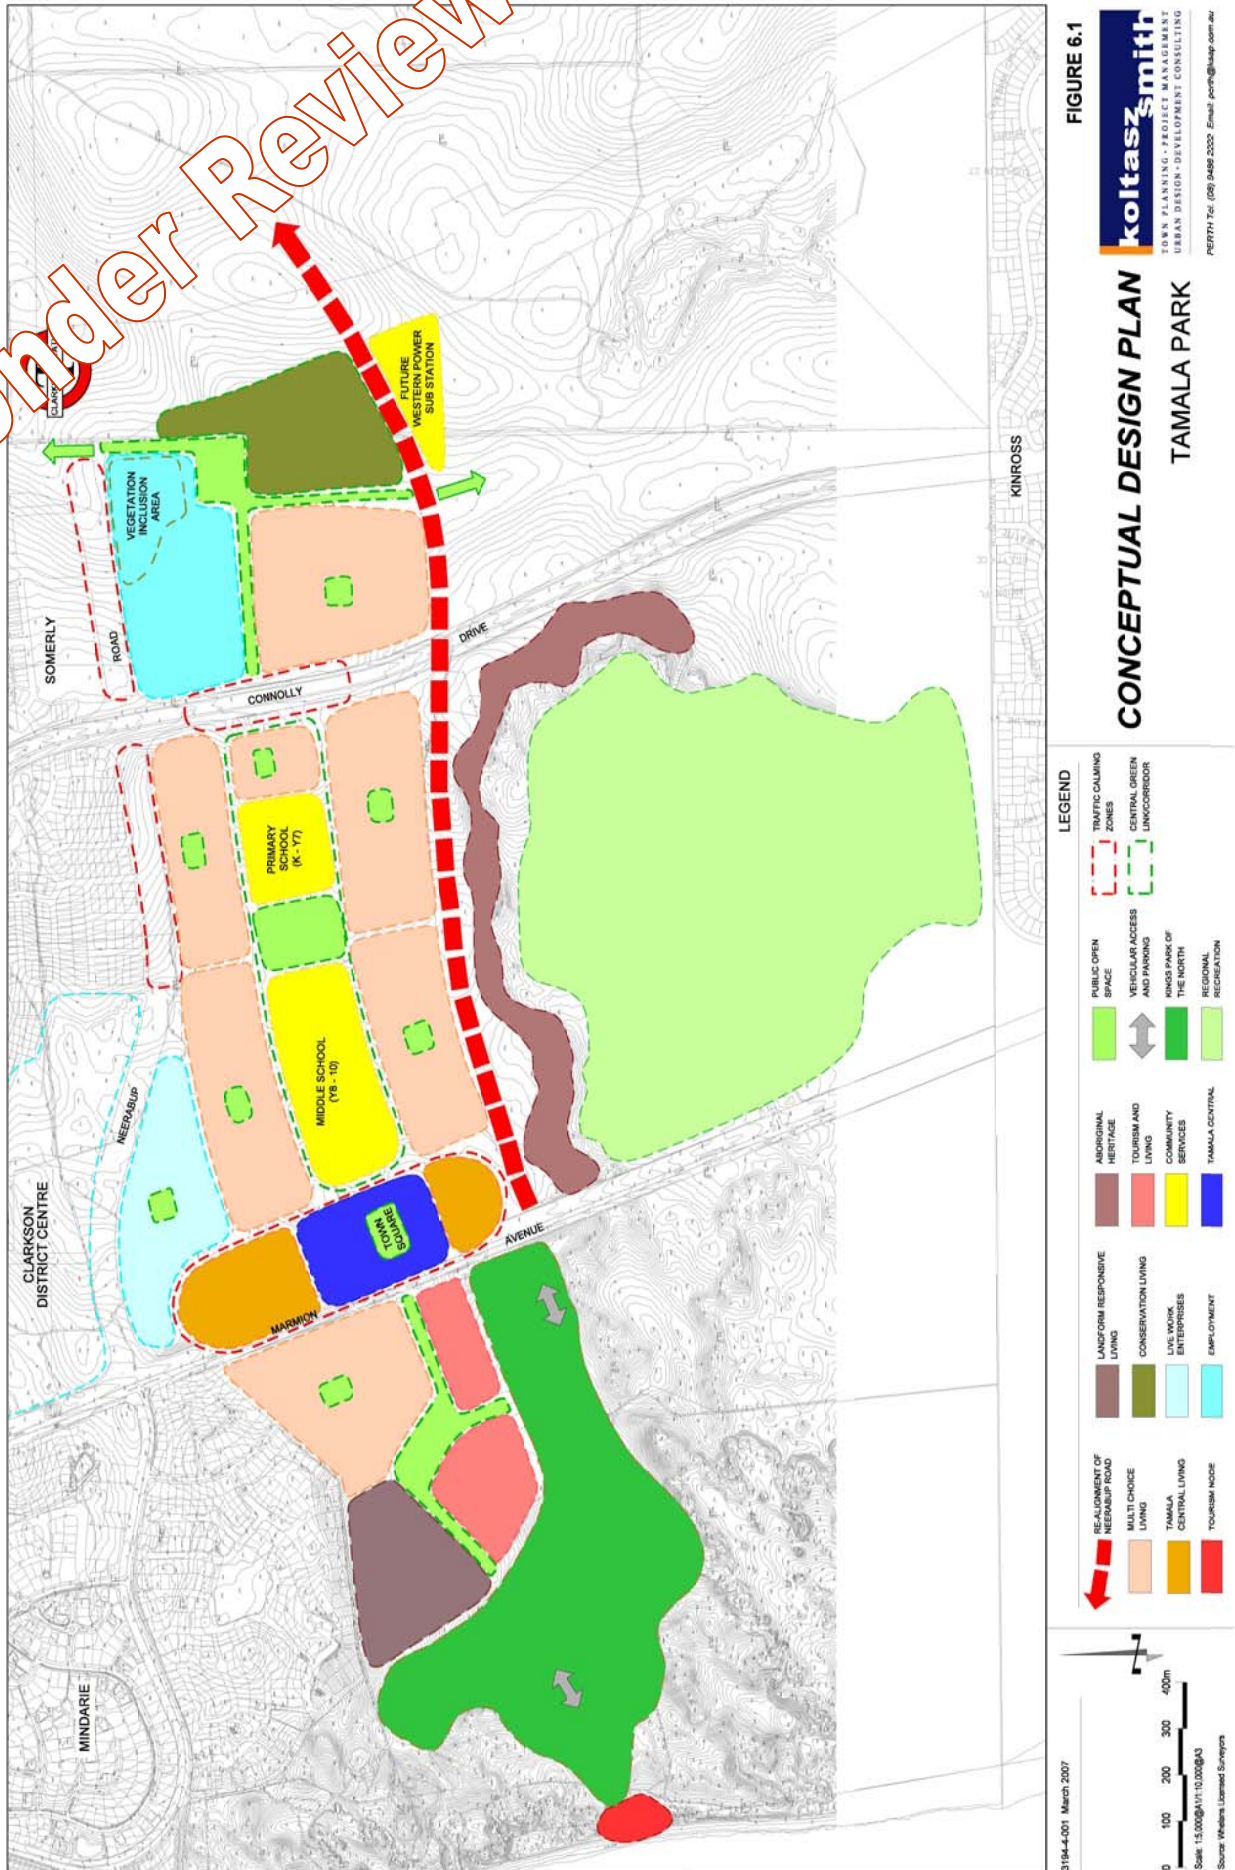 Under Review
CLARKSON
DISTRICT CENTRE
SOMERLY
MINDARIE
KINROSS
NEERABUP
ROAD
CONNOLLY
DRIVE
MARMION
AVENUE
VEGETATION
INCLUSION
AREA
FUTURE
WESTERN POWER
SUB STATION
PRIMARY
SCHOOL
(K - Y7)
MIDDLE SCHOOL
(Y8 - 10)
TOWN
SQUARE
3194-4-001 March 2007
0 100 200 300 400m
Scale: 1:5,000@A1/1:10,000@A3
Source: Whelans Licensed Surveyors
LEGEND
RE-ALIGNMENT OF
NEERABUP ROAD
MULTI CHOICE
LIVING
TAMALA
CENTRAL LIVING
TOURISM NODE
LANDFORM RESPONSIVE
LIVING
CONSERVATION LIVING
LIVE WORK
ENTERPRISES
EMPLOYMENT
ABORIGINAL
HERITAGE
TOURISM AND
LIVING
COMMUNITY
SERVICES
TAMALA CENTRAL
PUBLIC OPEN
SPACE
VEHICULAR ACCESS
AND PARKING
KINGS PARK OF
THE NORTH
REGIONAL
RECREATION
TRAFFIC CALMING
ZONES
CENTRAL GREEN
LINK/CORRIDOR
CONCEPTUAL DESIGN PLAN
TAMALA PARK
FIGURE 6.1
koltasz
smith
TOWN PLANNING · PROJECT MANAGEMENT
URBAN DESIGN · DEVELOPMENT CONSULTING
PERTH Tel: (08) 9486 2222 Email: perth@ksap.com.au